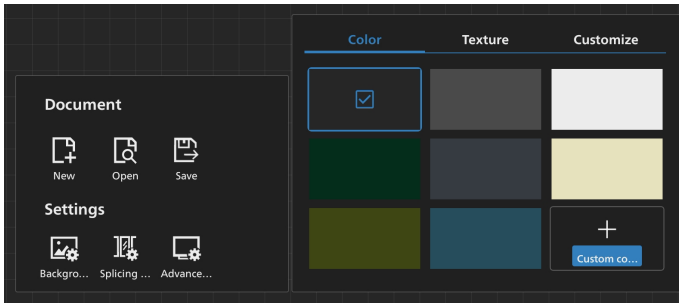 Color Texture Customize
Document
New Open Save
Settings
Backgro... Splicing ... Advance...
Custom co...